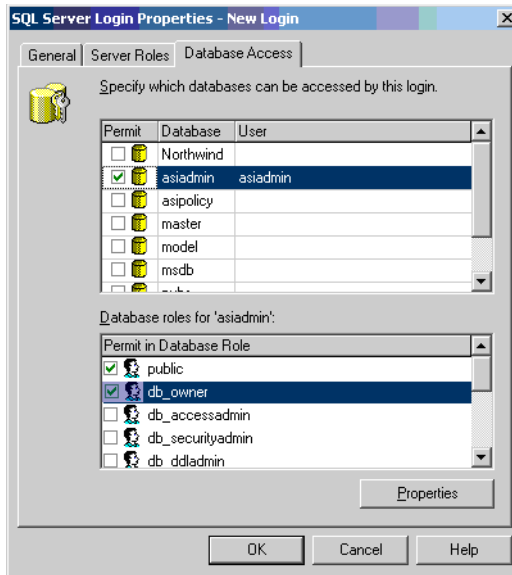 SQL Server Login Properties - New Login
General Server Roles Database Access
Specify which databases can be accessed by this login.
Permit Database User
Northwind
asiadmin asiadmin
asipolicy
master
model
msdb
Database roles for 'asiadmin':
Permit in Database Role
public
db_owner
db_accessadmin
db_securityadmin
db_ddladmin
Properties
OK Cancel Help